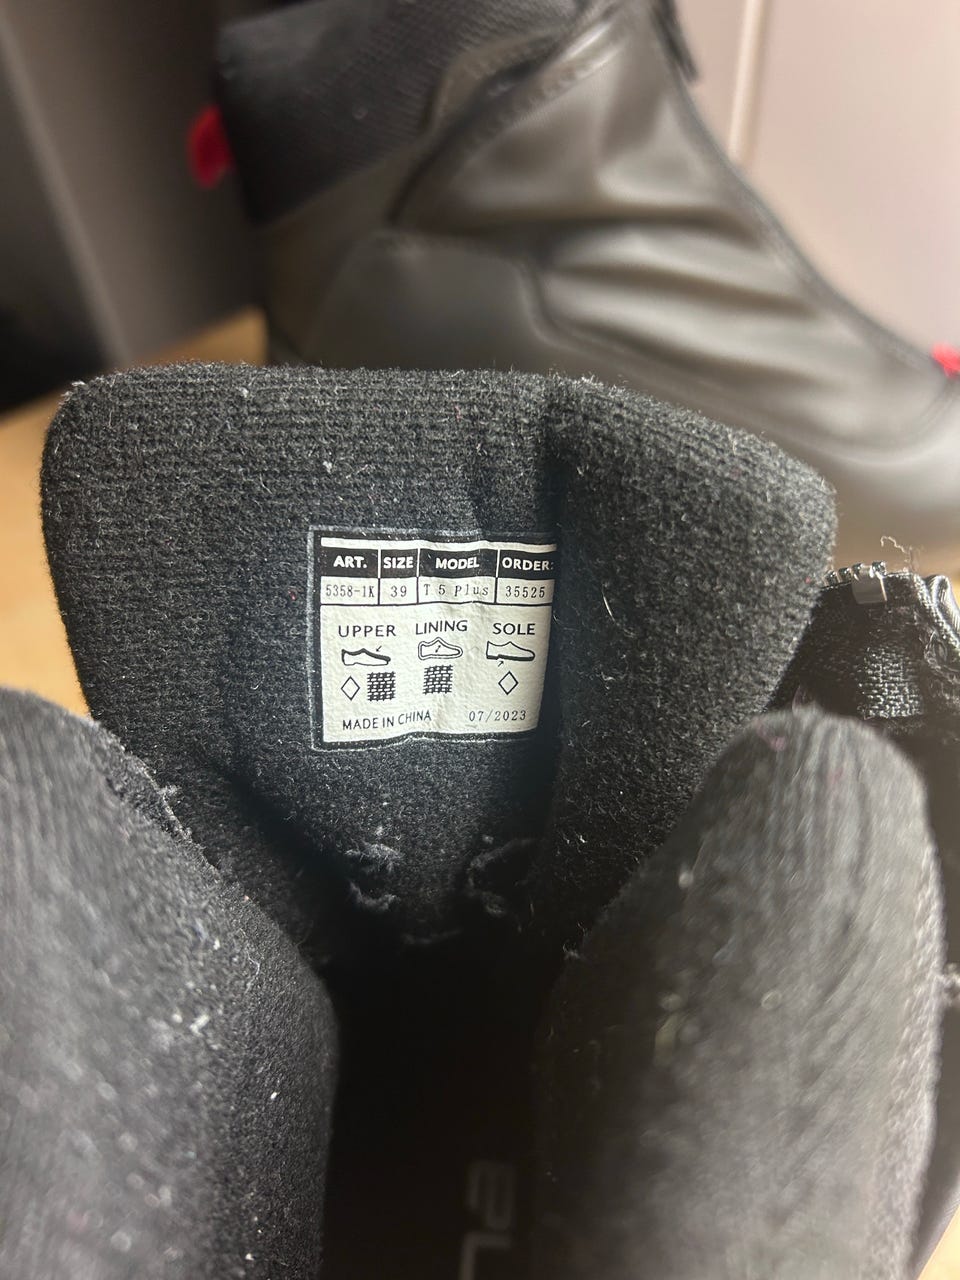 ART. SIZE MODEL ORDER:
5358-1K 39 T 5 Plus 35525
UPPER LINING SOLE
MADE IN CHINA 07/2023